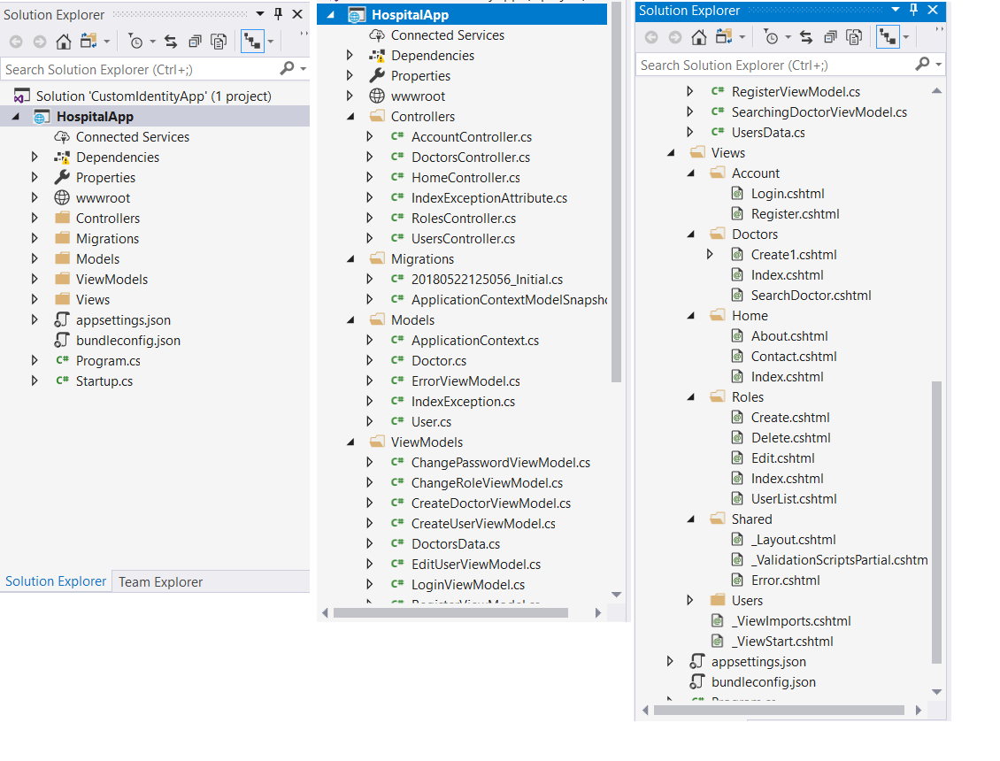 Solution Explorer
Search Solution Explorer (Ctrl+;)
Solution 'CustomIdentityApp' (1 project)
HospitalApp
Connected Services
Dependencies
Properties
wwwroot
Controllers
Migrations
Models
ViewModels
Views
appsettings.json
bundleconfig.json
C# Program.cs
C# Startup.cs
Solution Explorer
Team Explorer
HospitalApp
Connected Services
Dependencies
Properties
wwwroot
Controllers
C# AccountController.cs
C# DoctorsController.cs
C# HomeController.cs
C# IndexExceptionAttribute.cs
C# RolesController.cs
C# UsersController.cs
Migrations
C# 20180522125056_Initial.cs
C# ApplicationContextModelSnapsho
Models
C# ApplicationContext.cs
C# Doctor.cs
C# ErrorViewModel.cs
C# IndexException.cs
C# User.cs
ViewModels
C# ChangePasswordViewModel.cs
C# ChangeRoleViewModel.cs
C# CreateDoctorViewModel.cs
C# CreateUserViewModel.cs
C# DoctorsData.cs
C# EditUserViewModel.cs
C# LoginViewModel.cs
Solution Explorer
Search Solution Explorer (Ctrl+;)
C# RegisterViewModel.cs
C# SearchingDoctorVievModel.cs
C# UsersData.cs
Views
Account
Login.cshtml
Register.cshtml
Doctors
Create1.cshtml
Index.cshtml
SearchDoctor.cshtml
Home
About.cshtml
Contact.cshtml
Index.cshtml
Roles
Create.cshtml
Delete.cshtml
Edit.cshtml
Index.cshtml
UserList.cshtml
Shared
_Layout.cshtml
_ValidationScriptsPartial.cshtm
Error.cshtml
Users
_ViewImports.cshtml
_ViewStart.cshtml
appsettings.json
bundleconfig.json